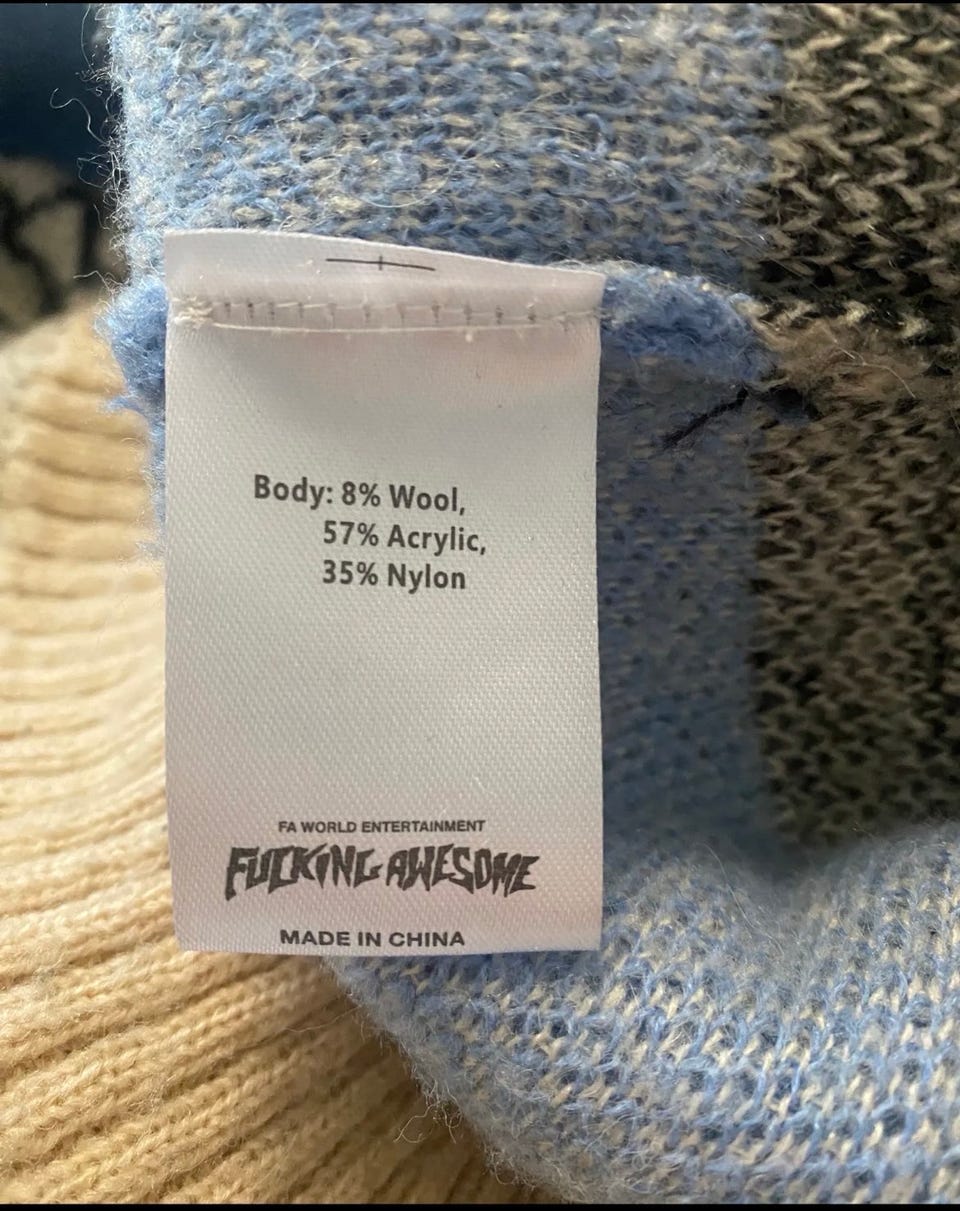 Body: 8% Wool,
57% Acrylic,
35% Nylon
FA WORLD ENTERTAINMENT
FUCKING AWESOME
MADE IN CHINA